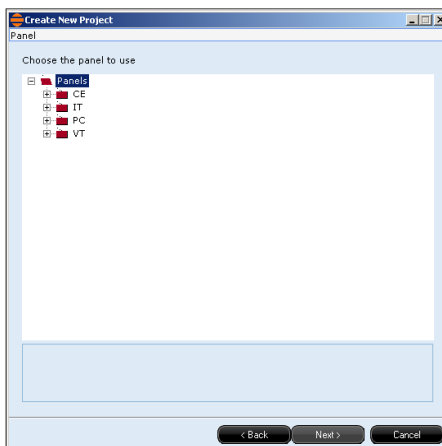 Create New Project
Panel
Choose the panel to use
Panels
CE
IT
PC
VT
< Back Next > Cancel